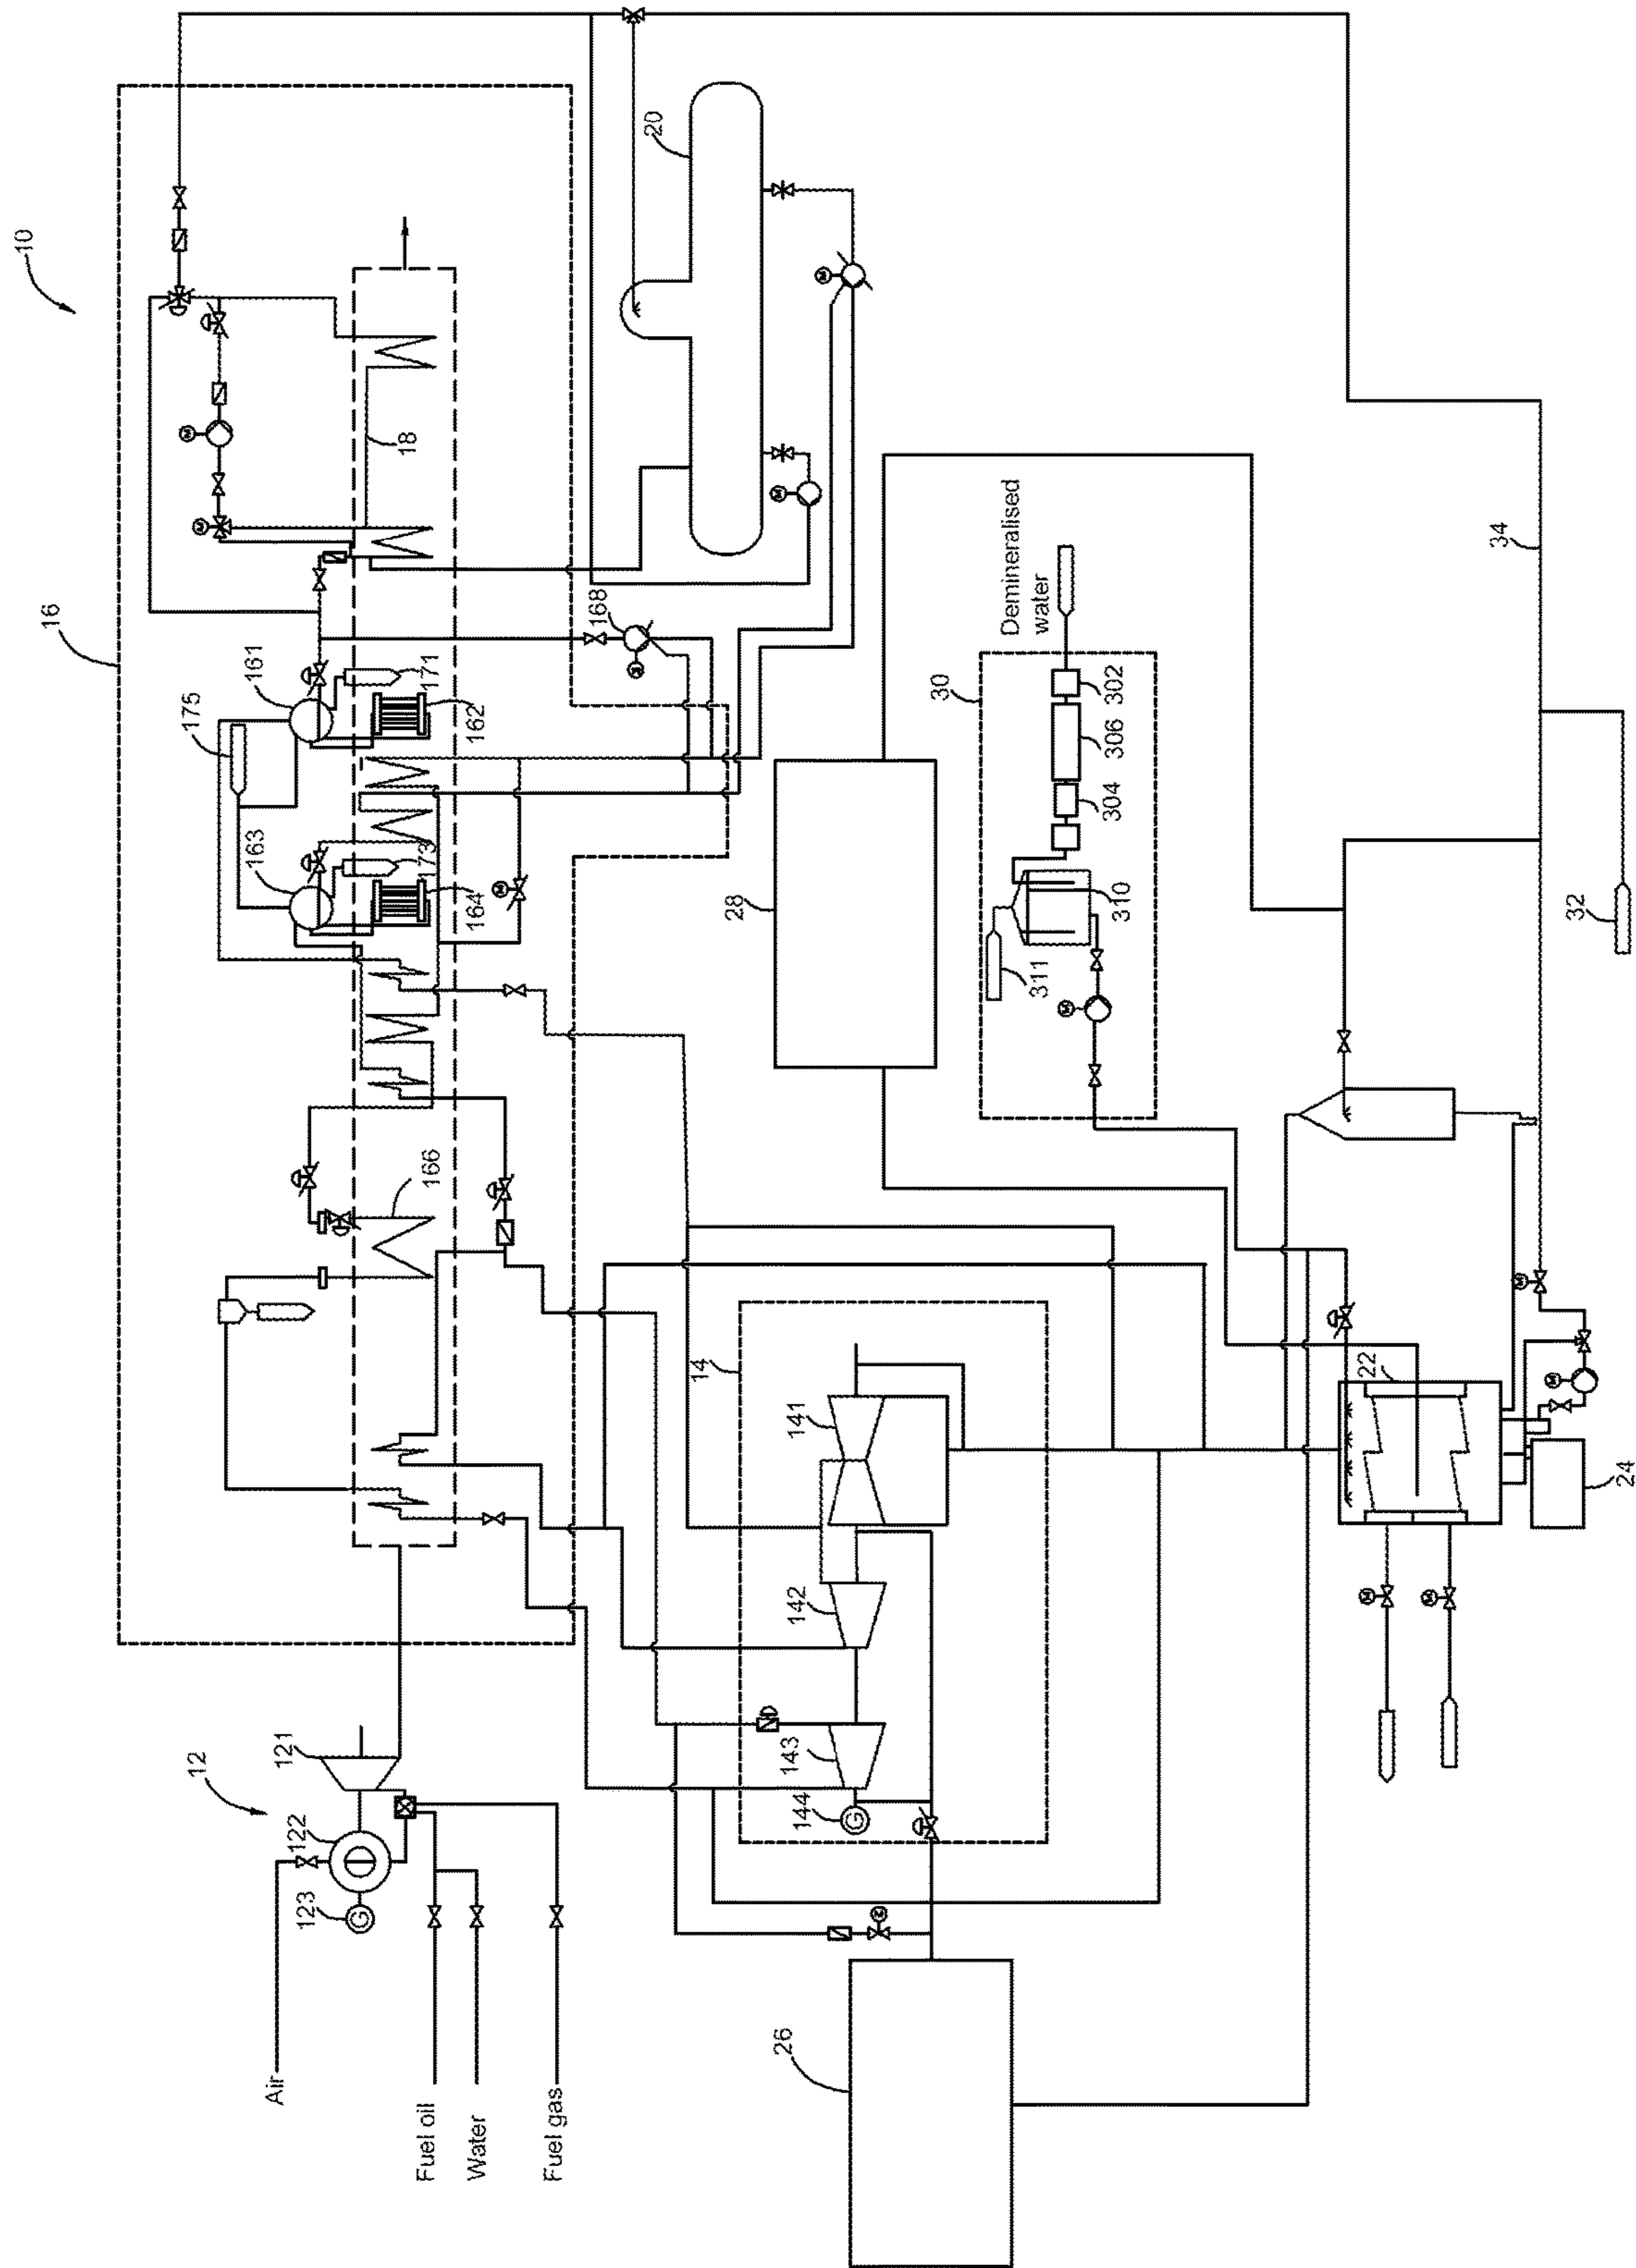 10
16
175
12
M
M
163
161
Air
123
122
121
G
18
Fuel oil
166
173
171
Water
164
162
M
Fuel gas
168
M
14
28
20
26
M
144
143
142
141
M
G
M
30
311
Demineralised
water
M
310
304
306
302
M
22
M
34
M
M
32
24